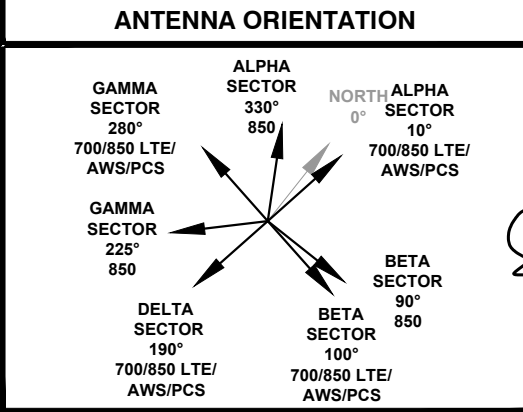 ANTENNA ORIENTATION
GAMMA
SECTOR
280°
700/850 LTE/
AWS/PCS
ALPHA
SECTOR
330°
850
NORTH
0°
ALPHA
SECTOR
10°
700/850 LTE/
AWS/PCS
GAMMA
SECTOR
225°
850
BETA
SECTOR
90°
850
DELTA
SECTOR
190°
700/850 LTE/
AWS/PCS
BETA
SECTOR
100°
700/850 LTE/
AWS/PCS